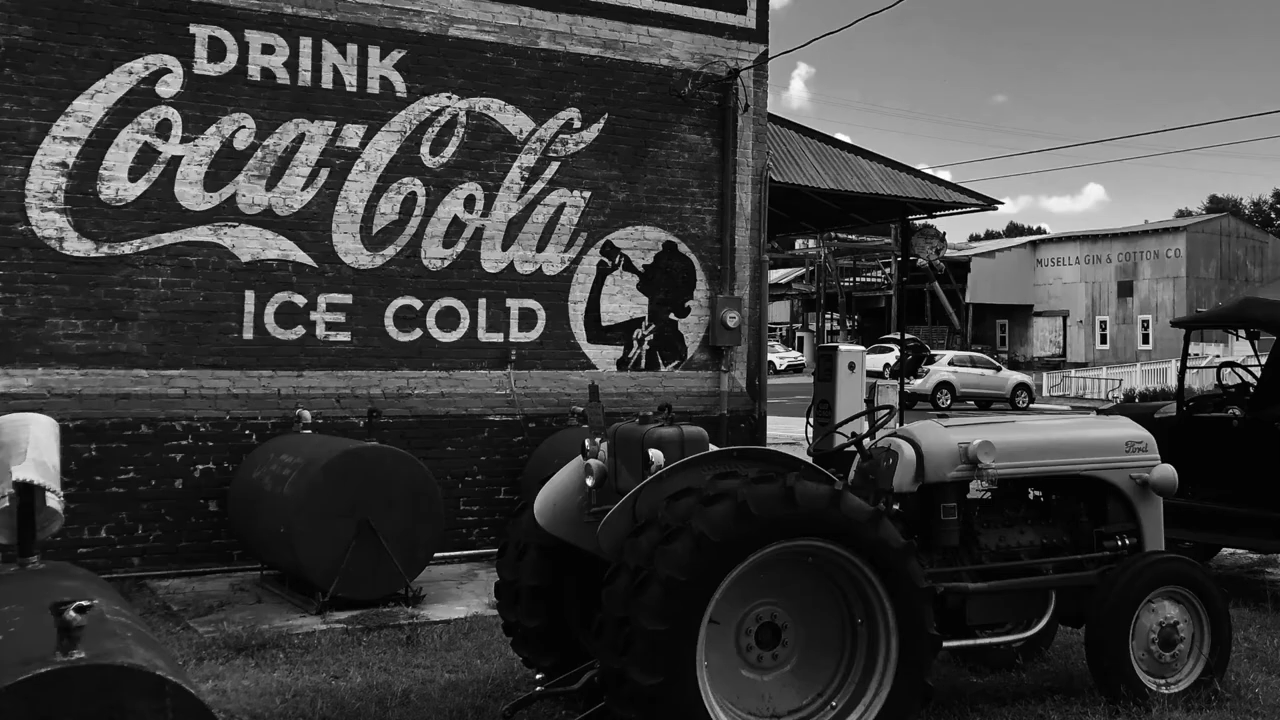 DRINK
Coca-Cola
ICE COLD
MUSELLA GIN & COTTON CO.
Ford